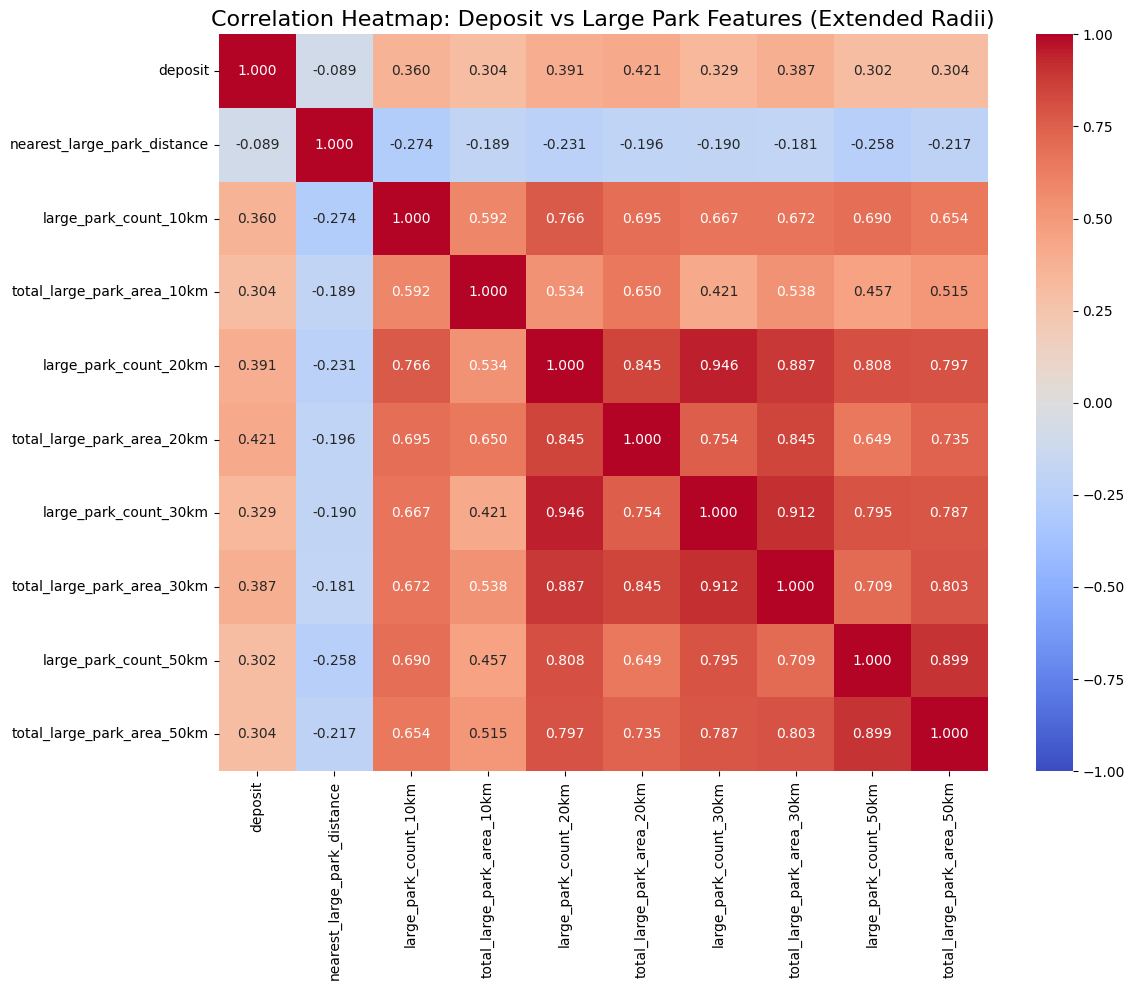 Correlation Heatmap: Deposit vs Large Park Features (Extended Radii)
deposit 1.000 -0.089 0.360 0.304 0.391 0.421 0.329 0.387 0.302 0.304
nearest_large_park_distance -0.089 1.000 -0.274 -0.189 -0.231 -0.196 -0.190 -0.181 -0.258 -0.217
large_park_count_10km 0.360 -0.274 1.000 0.592 0.766 0.695 0.667 0.672 0.690 0.654
total_large_park_area_10km 0.304 -0.189 0.592 1.000 0.534 0.650 0.421 0.538 0.457 0.515
large_park_count_20km 0.391 -0.231 0.766 0.534 1.000 0.845 0.946 0.887 0.808 0.797
total_large_park_area_20km 0.421 -0.196 0.695 0.650 0.845 1.000 0.754 0.845 0.649 0.735
large_park_count_30km 0.329 -0.190 0.667 0.421 0.946 0.754 1.000 0.912 0.795 0.787
total_large_park_area_30km 0.387 -0.181 0.672 0.538 0.887 0.845 0.912 1.000 0.709 0.803
large_park_count_50km 0.302 -0.258 0.690 0.457 0.808 0.649 0.795 0.709 1.000 0.899
total_large_park_area_50km 0.304 -0.217 0.654 0.515 0.797 0.735 0.787 0.803 0.899 1.000
deposit
nearest_large_park_distance
large_park_count_10km
total_large_park_area_10km
large_park_count_20km
total_large_park_area_20km
large_park_count_30km
total_large_park_area_30km
large_park_count_50km
total_large_park_area_50km
1.00
0.75
0.50
0.25
0.00
−0.25
−0.50
−0.75
−1.00